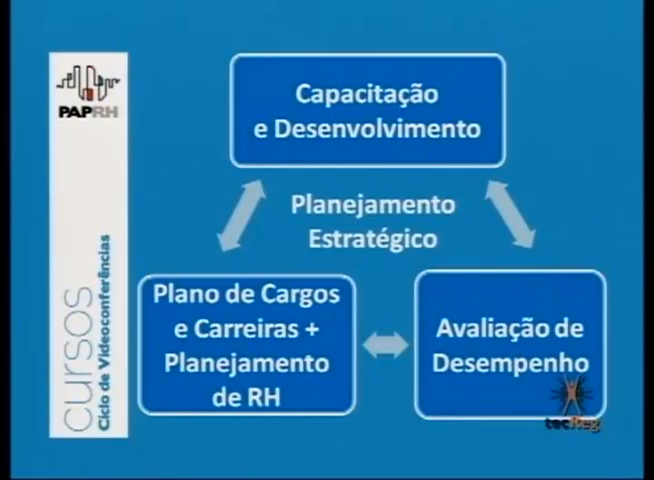 PAPRH
cursos
Ciclo de Videoconferências
Capacitação
e Desenvolvimento
Planejamento
Estratégico
Plano de Cargos
e Carreiras +
Planejamento
de RH
Avaliação de
Desempenho
tecReg